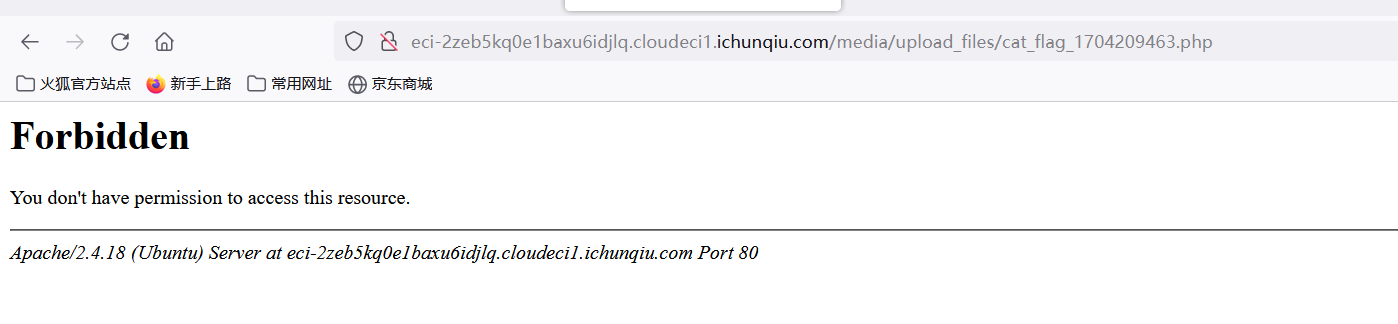 eci-2zeb5kq0e1baxu6idjlq.cloudeci1.ichunqiu.com/media/upload_files/cat_flag_1704209463.php
火狐官方站点 新手上路 常用网址 京东商城
Forbidden
You don't have permission to access this resource.
Apache/2.4.18 (Ubuntu) Server at eci-2zeb5kq0e1baxu6idjlq.cloudeci1.ichunqiu.com Port 80